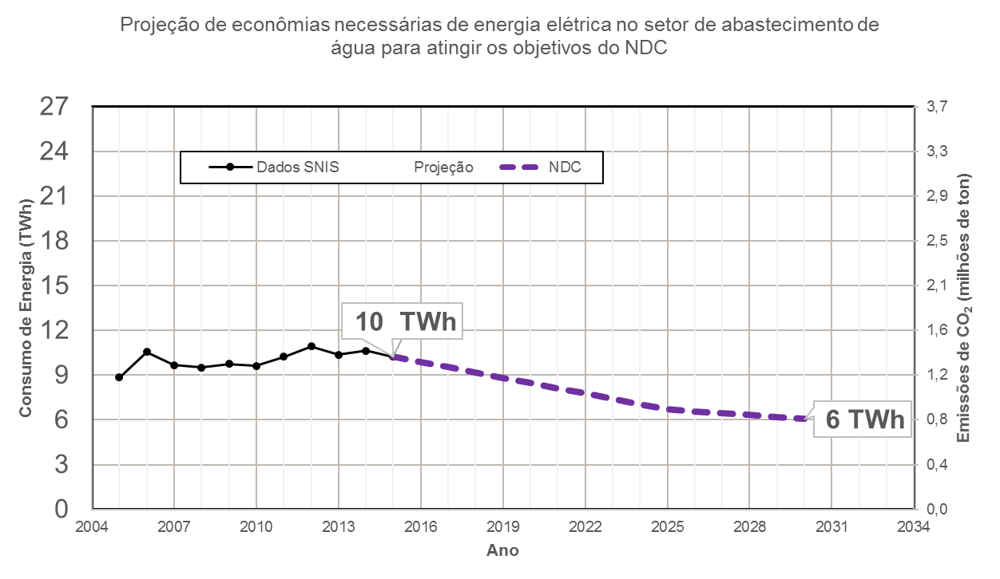 Projeção de econômias necessárias de energia elétrica no setor de abastecimento de
água para atingir os objetivos do NDC
27
24
21
18
15
12
9
6
3
0
Consumo de Energia (TWh)
Dados SNIS Projeção NDC
10 TWh
6 TWh
3,7
3,3
2,9
2,5
2,1
1,6
1,2
0,8
0,4
0,0
Emissões de CO2 (milhões de ton)
2004 2007 2010 2013 2016 2019 2022 2025 2028 2031 2034
Ano